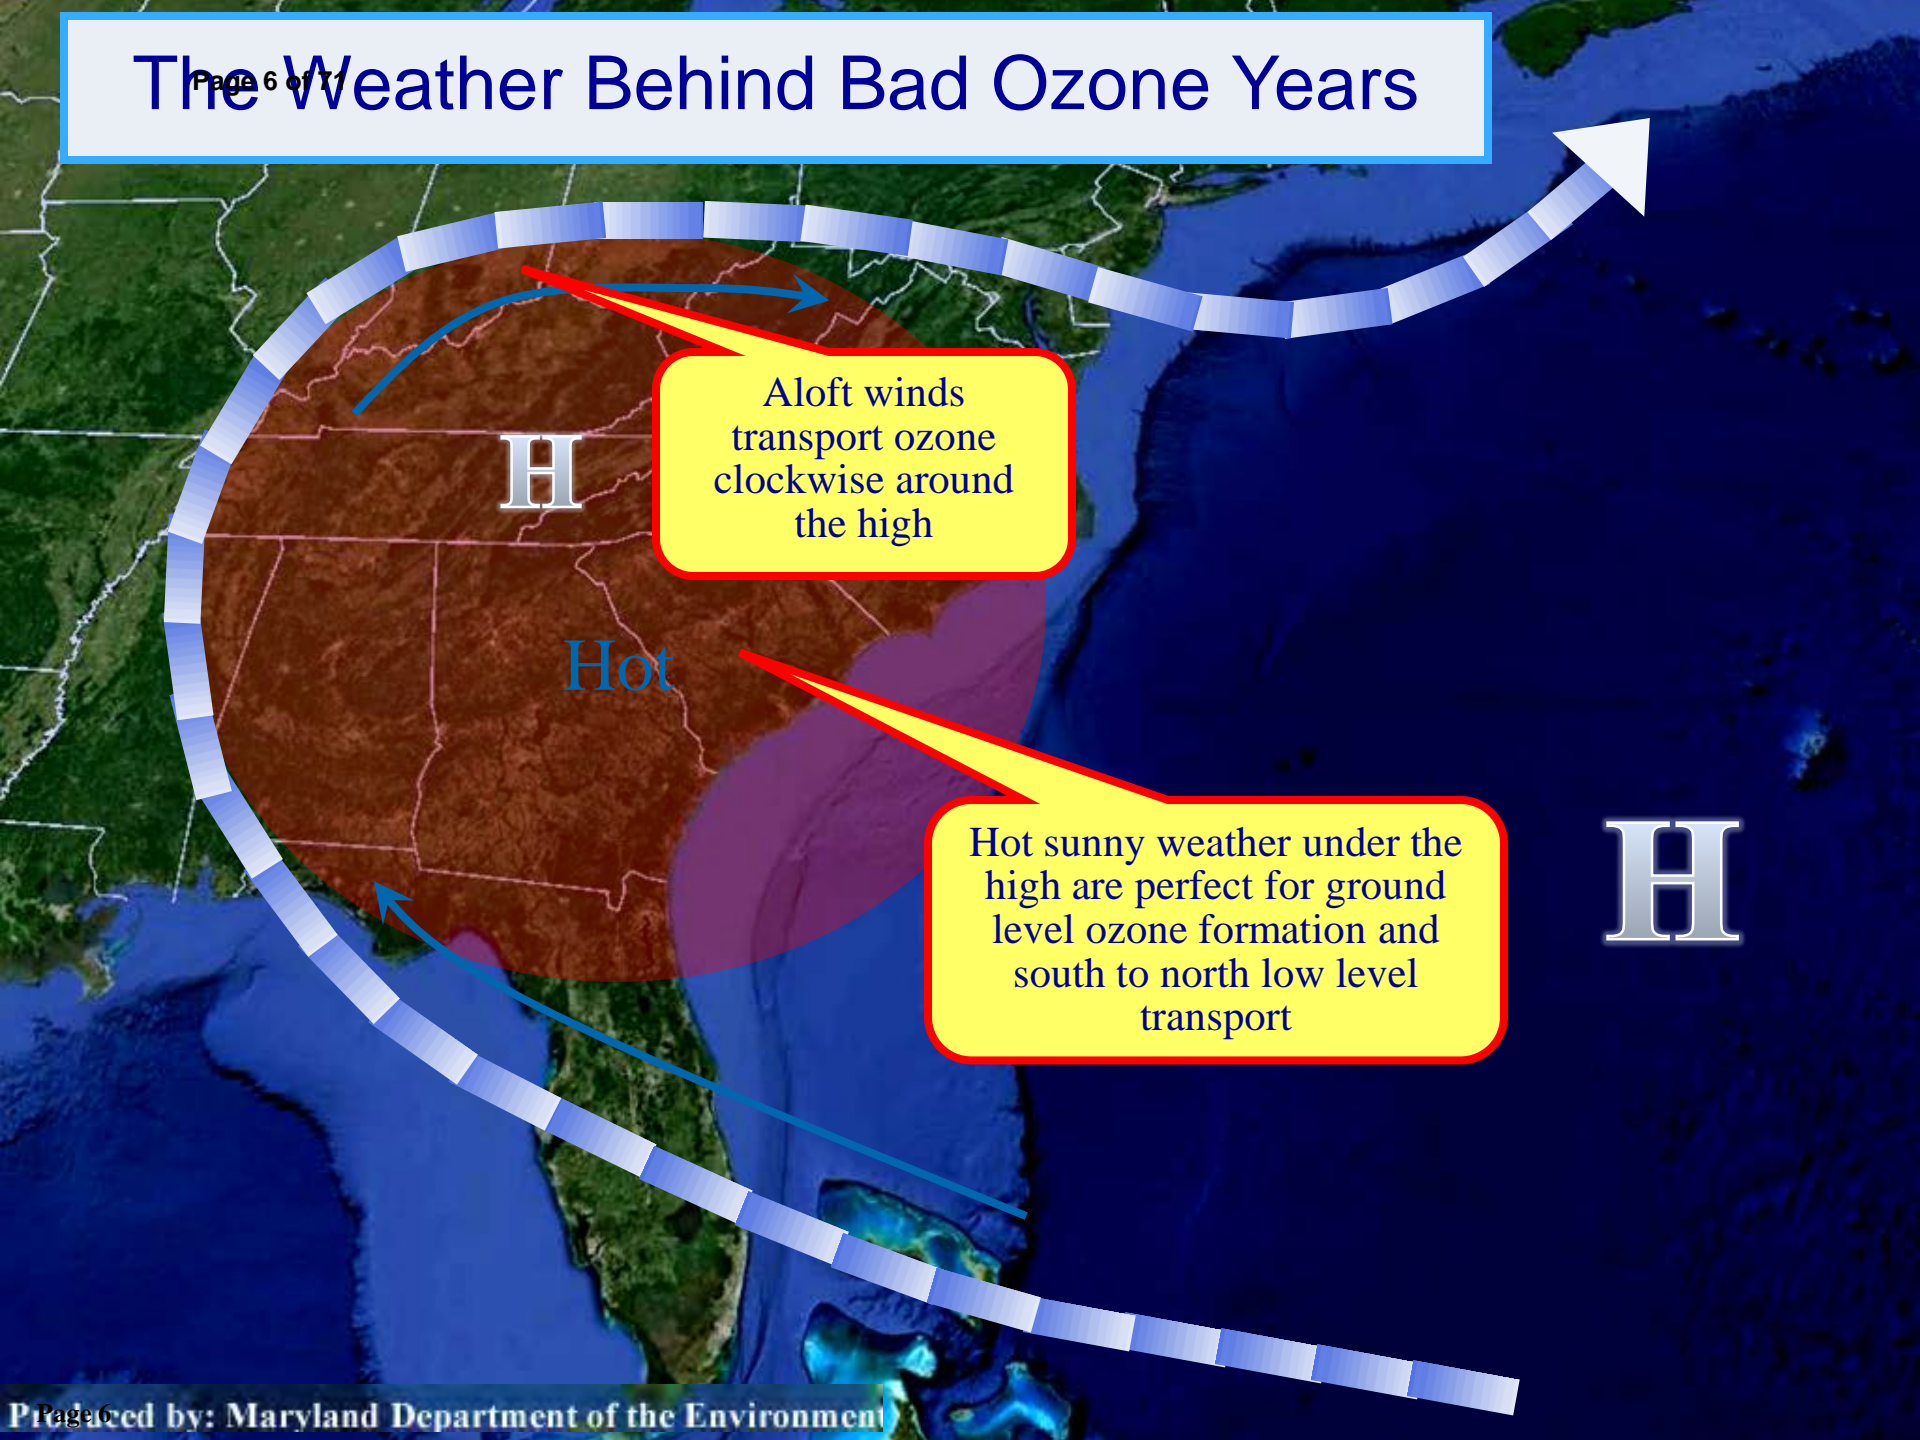 The Weather Behind Bad Ozone Years
Page 6 of 71
Aloft winds
transport ozone
clockwise around
the high
H
Hot
Hot sunny weather under the
high are perfect for ground
level ozone formation and
south to north low level
transport
H
Produced by: Maryland Department of the Environment
Page 6